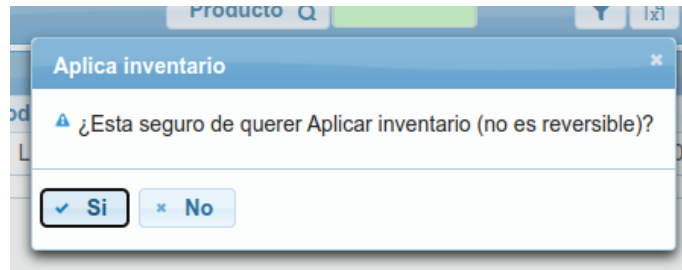 Producto
Aplica inventario
¿Esta seguro de querer Aplicar inventario (no es reversible)?
Si
No